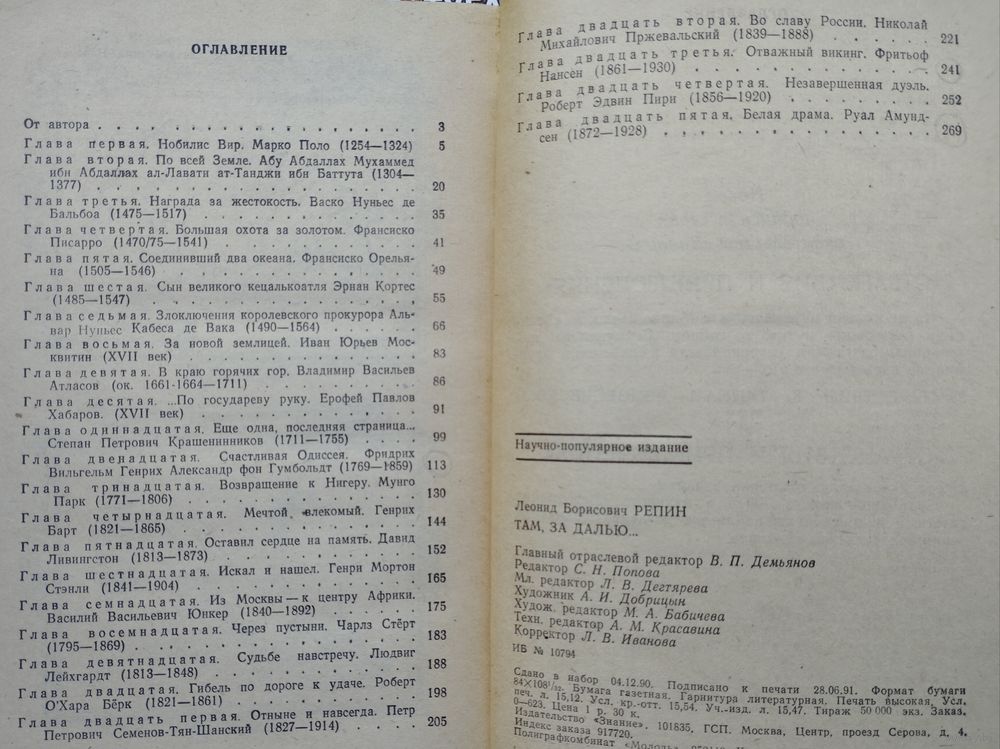 ОГЛАВЛЕНИЕ
От автора . . . . . . . . . . . . . . . 3
Глава первая. Нобилис Вир. Марко Поло (1254—1324) 5
Глава вторая. По всей Земле. Абу Абдаллах Мухаммед
ибн Абдаллах ал-Лавати ат-Танджи ибн Баттута (1304—
1377) . . . . . . . . . . . . . . . 20
Глава третья. Награда за жестокость. Васко Нуньес де
Бальбоа (1475—1517) . . . . . . . . . . 35
Глава четвертая. Большая охота за золотом. Франсиско
Писарро (1470/75—1541) . . . . . . . . . 41
Глава пятая. Соединивший два океана. Франсиско Орелья-
на (1505—1546) . . . . . . . . . . . . 49
Глава шестая. Сын великого кецалькоатля Эрнан Кортес
(1485—1547) . . . . . . . . . . . . . 55
Глава седьмая. Злоключения королевского прокурора Аль-
вар Нуньес Кабеса де Вака (1490—1564) . . . . . 66
Глава восьмая. За новой землицей. Иван Юрьев Мос-
квитин (XVII век) . . . . . . . . . . . 83
Глава девятая. В краю горячих гор. Владимир Васильев
Атласов (ок. 1661-1664—1711) . . . . . . . . 86
Глава десятая. ...По государеву руку. Ерофей Павлов
Хабаров. (XVII век) . . . . . . . . . . 91
Глава одиннадцатая. Еще одна, последняя страница...
Степан Петрович Крашенинников (1711—1755) . . . . 99
Глава двенадцатая. Счастливая Одиссея. Фридрих
Вильгельм Генрих Александр фон Гумбольдт (1769—1859) 113
Глава тринадцатая. Возвращение к Нигеру. Мунго
Парк (1771—1806) . . . . . . . . . . . 130
Глава четырнадцатая. Мечтой влекомый. Генрих
Барт (1821—1865) . . . . . . . . . . . 144
Глава пятнадцатая. Оставил сердце на память. Давид
Ливингстон (1813—1873) . . . . . . . . . 152
Глава шестнадцатая. Искал и нашел. Генри Мортон
Стэнли (1841—1904) . . . . . . . . . . 165
Глава семнадцатая. Из Москвы — к центру Африки.
Василий Васильевич Юнкер (1840—1892) . . . . . 175
Глава восемнадцатая. Через пустыни. Чарлз Стёрт
(1795—1869) . . . . . . . . . . . . . 183
Глава девятнадцатая. Судьбе навстречу. Людвиг
Лейхгардт (1813—1848) . . . . . . . . . 188
Глава двадцатая. Гибель по дороге к удаче. Роберт
О'Хара Бёрк (1821—1861) . . . . . . . . . 198
Глава двадцать первая. Отныне и навсегда. Петр
Петрович Семенов-Тян-Шанский (1827—1914) . . . . 205
Глава двадцать вторая. Во славу России. Николай
Михайлович Пржевальский (1839—1888) . . . . . . 221
Глава двадцать третья. Отважный викинг. Фритьоф
Нансен (1861—1930) . . . . . . . . . . 241
Глава двадцать четвертая. Незавершенная дуэль.
Роберт Эдвин Пири (1856—1920) . . . . . . . 252
Глава двадцать пятая. Белая драма. Руал Амунд-
сен (1872—1928) . . . . . . . . . . . 269
Научно-популярное издание
Леонид Борисович РЕПИН
ТАМ, ЗА ДАЛЬЮ...
Главный отраслевой редактор В. П. Демьянов
Редактор С. Н. Попова
Мл. редактор Л. В. Дегтярева
Художник А. И. Добрицын
Худож. редактор М. А. Бабичева
Техн. редактор А. М. Красавина
Корректор Л. В. Иванова
ИБ № 10794
Сдано в набор 04.12.90. Подписано к печати 28.06.91. Формат бумаги
84×108¹/₃₂. Бумага газетная. Гарнитура литературная. Печать высокая. Усл.
печ. л. 15,12. Усл. кр.-отт. 15,54. Уч.-изд. л. 15,47. Тираж 50 000 экз. Заказ.
0—623. Цена 1 р. 30 к.
Издательство «Знание». 101835, ГСП, Москва, Центр, проезд Серова, д. 4.
Индекс заказа 917720.
Полиграфкомбинат